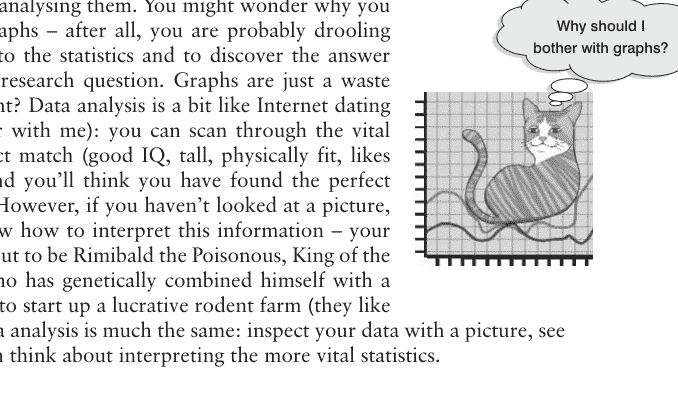 analysing them. You might wonder why you
aphs – after all, you are probably drooling
to the statistics and to discover the answer
research question. Graphs are just a waste
nt? Data analysis is a bit like Internet dating
r with me): you can scan through the vital
ct match (good IQ, tall, physically fit, likes
nd you’ll think you have found the perfect
However, if you haven’t looked at a picture,
w how to interpret this information – your
out to be Rimibald the Poisonous, King of the
ho has genetically combined himself with a
to start up a lucrative rodent farm (they like
a analysis is much the same: inspect your data with a picture, see
n think about interpreting the more vital statistics.
Why should I
bother with graphs?